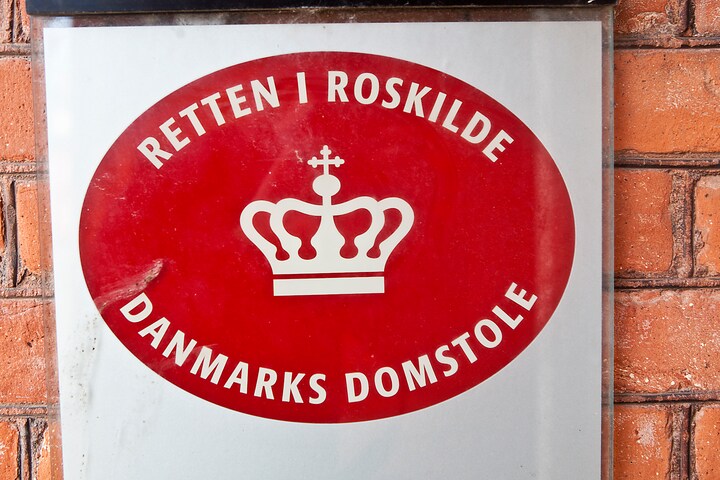 RETTEN I ROSKILDE
DANMARKS DOMSTOLE